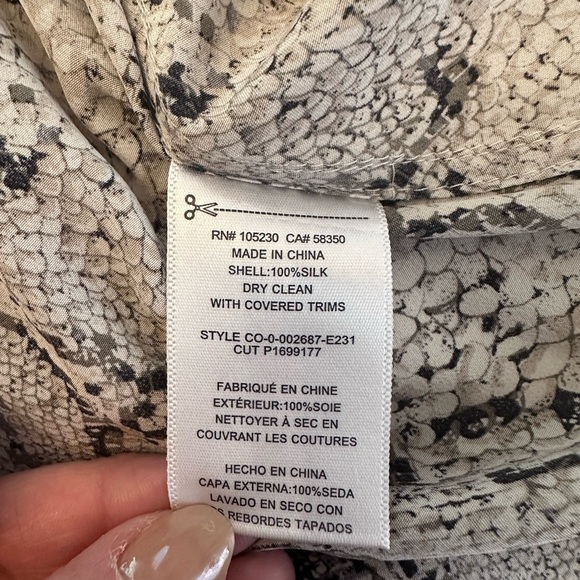 RN# 105230 CA# 58350
MADE IN CHINA
SHELL:100%SILK
DRY CLEAN
WITH COVERED TRIMS
STYLE CO-0-002687-E231
CUT P1699177
FABRIQUÉ EN CHINE
EXTÉRIEUR:100%SOIE
NETTOYER À SEC EN
COUVRANT LES COUTURES
HECHO EN CHINA
CAPA EXTERNA:100%SEDA
LAVADO EN SECO CON
REBORDES TAPADOS